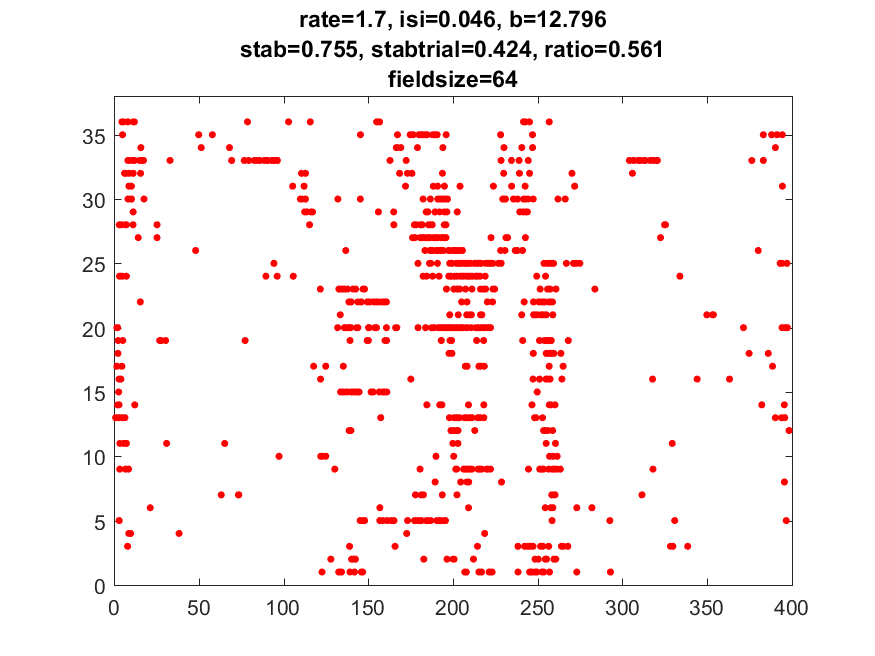 rate=1.7, isi=0.046, b=12.796
stab=0.755, stabtrial=0.424, ratio=0.561
fieldsize=64
35
30
25
20
15
10
5
0
0 50 100 150 200 250 300 350 400